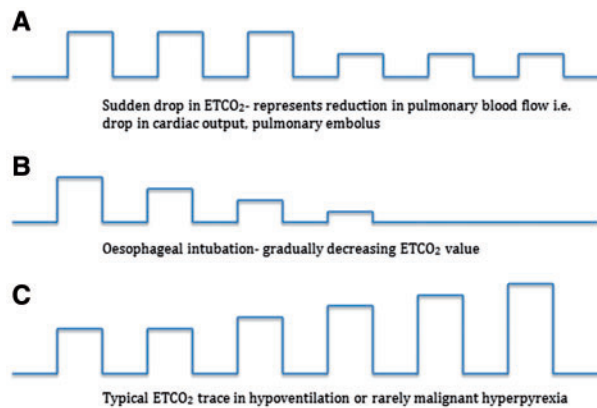 A
Sudden drop in ETCO₂- represents reduction in pulmonary blood flow i.e.
drop in cardiac output, pulmonary embolus
B
Oesophageal intubation- gradually decreasing ETCO₂ value
C
Typical ETCO₂ trace in hypoventilation or rarely malignant hyperpyrexia